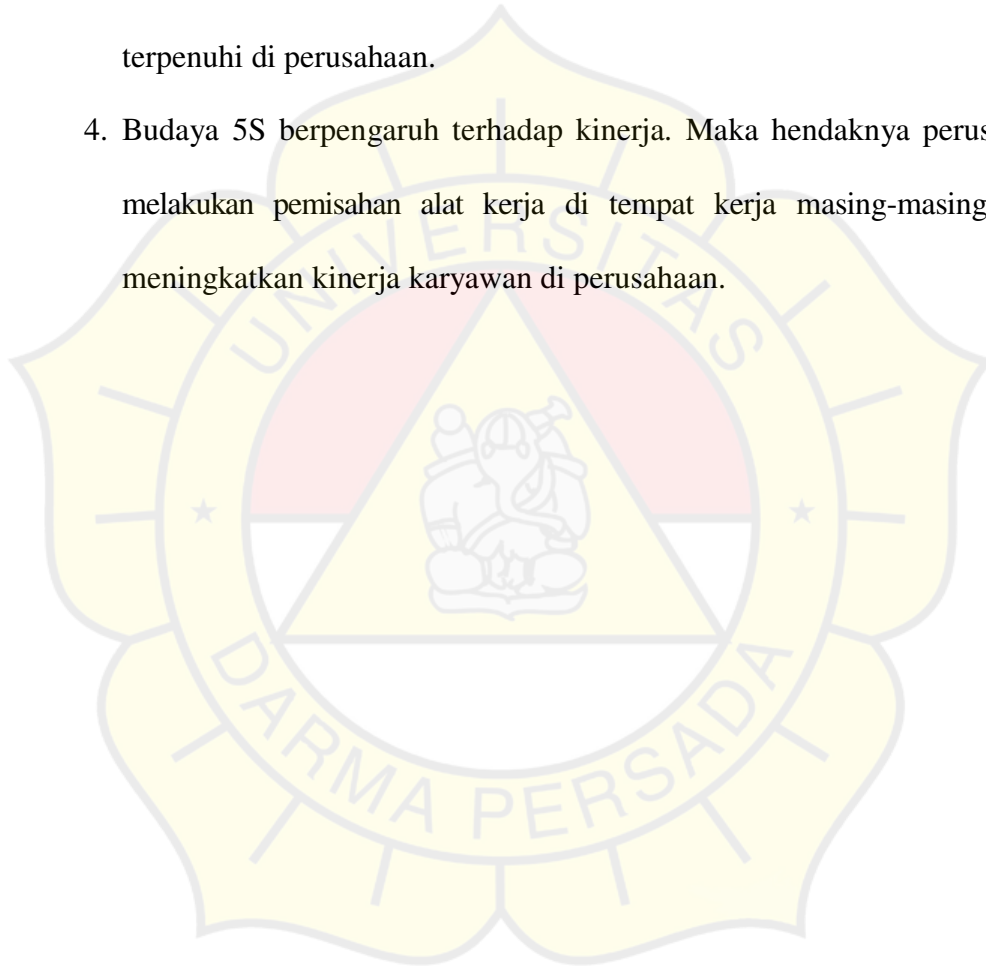 terpenuhi di perusahaan.
4. Budaya 5S berpengaruh terhadap kinerja. Maka hendaknya perus
melakukan pemisahan alat kerja di tempat kerja masing-masing
meningkatkan kinerja karyawan di perusahaan.
UNIVERSITAS
DARMA PERSADA